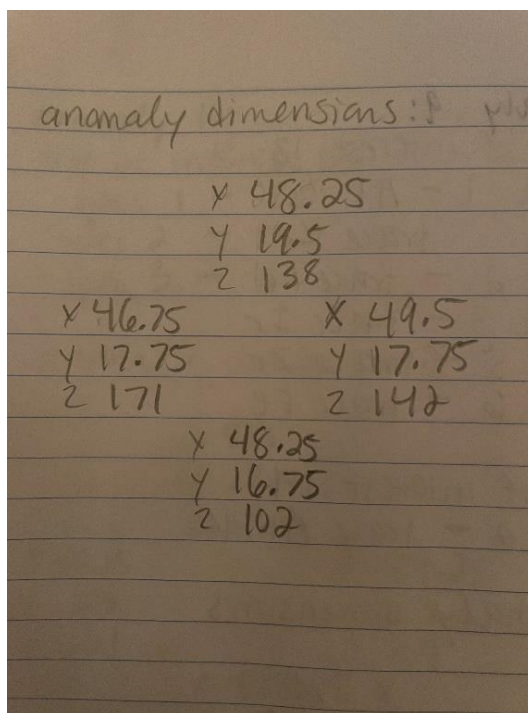 anomaly dimensions:
X 48.25
Y 19.5
Z 138
X 46.75 X 49.5
Y 17.75 Y 17.75
Z 171 Z 142
X 48.25
Y 16.75
Z 102